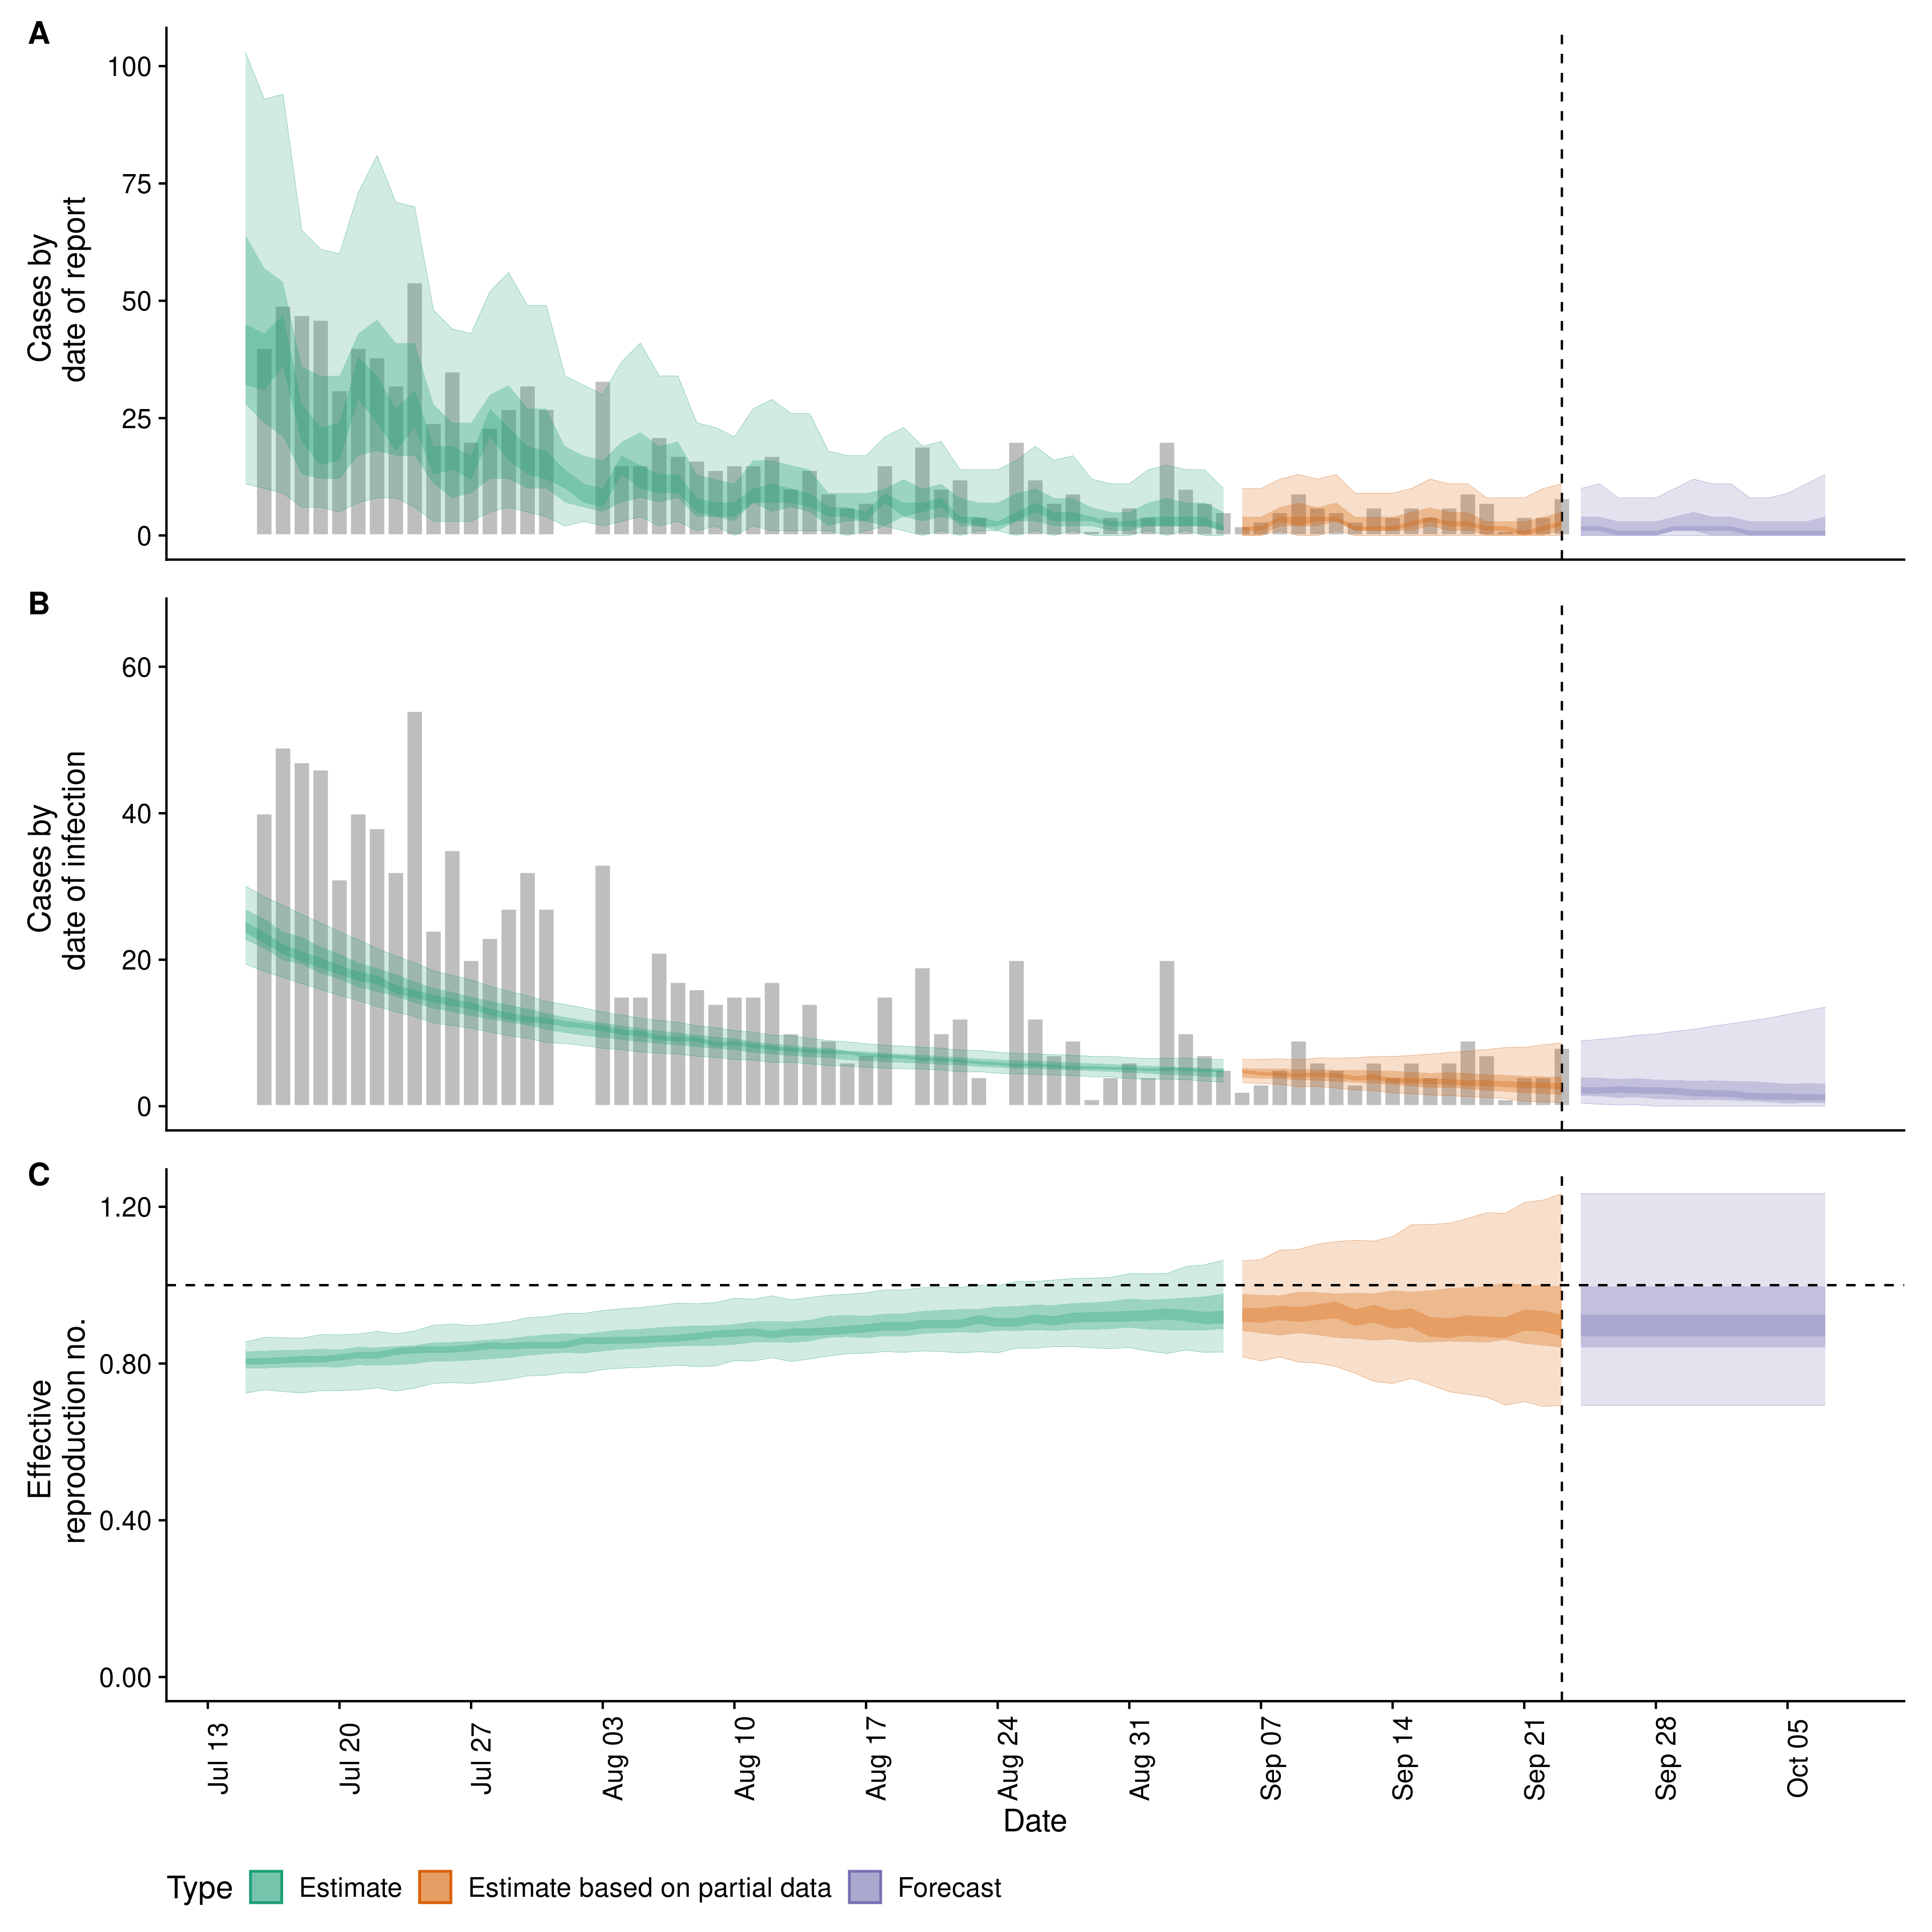 A
Cases by
date of report
100
75
50
25
0
B
Cases by
date of infection
60
40
20
0
C
Effective
reproduction no.
1.20
0.80
0.40
0.00
Jul 13
Jul 20
Jul 27
Aug 03
Aug 10
Aug 17
Aug 24
Aug 31
Sep 07
Sep 14
Sep 21
Sep 28
Oct 05
Date
Type Estimate Estimate based on partial data Forecast